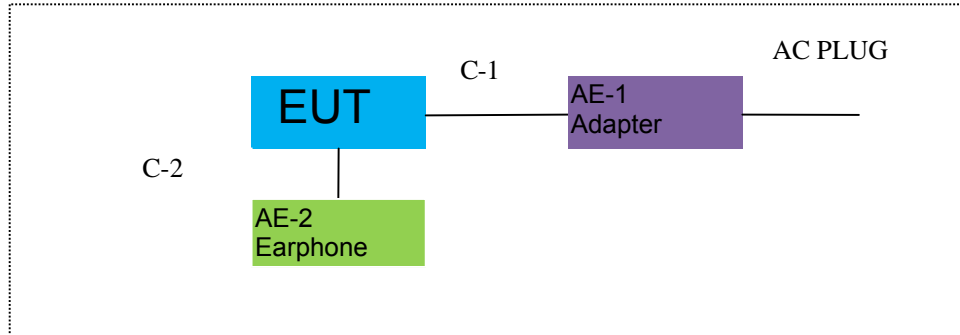 AC PLUG
C-1
EUT
AE-1
Adapter
C-2
AE-2
Earphone